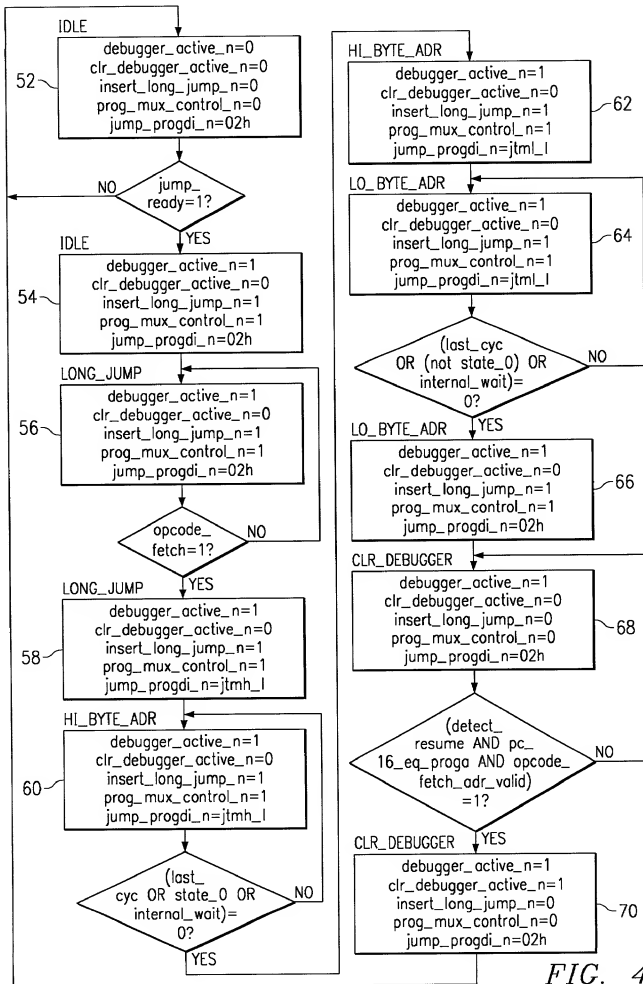 IDLE
debugger_active_n=0
clr_debugger_active_n=0
insert_long_jump_n=0
prog_mux_control_n=0
jump_progdi_n=02h
52
jump_
ready=1?
NO
YES
IDLE
debugger_active_n=1
clr_debugger_active_n=0
insert_long_jump_n=1
prog_mux_control_n=1
jump_progdi_n=02h
54
LONG_JUMP
debugger_active_n=1
clr_debugger_active_n=0
insert_long_jump_n=1
prog_mux_control_n=1
jump_progdi_n=02h
56
opcode_
fetch=1?
NO
YES
LONG_JUMP
debugger_active_n=1
clr_debugger_active_n=0
insert_long_jump_n=1
prog_mux_control_n=1
jump_progdi_n=jtmh_l
58
HI_BYTE_ADR
debugger_active_n=1
clr_debugger_active_n=0
insert_long_jump_n=1
prog_mux_control_n=1
jump_progdi_n=jtmh_l
60
(last_
cyc OR state_0 OR
internal_wait)=
0?
NO
YES
HI_BYTE_ADR
debugger_active_n=1
clr_debugger_active_n=0
insert_long_jump_n=1
prog_mux_control_n=1
jump_progdi_n=jtml_l
62
LO_BYTE_ADR
debugger_active_n=1
clr_debugger_active_n=0
insert_long_jump_n=1
prog_mux_control_n=1
jump_progdi_n=jtml_l
64
(last_cyc
OR (not state_0) OR
internal_wait)=
0?
NO
YES
LO_BYTE_ADR
debugger_active_n=1
clr_debugger_active_n=0
insert_long_jump_n=1
prog_mux_control_n=1
jump_progdi_n=02h
66
CLR_DEBUGGER
debugger_active_n=1
clr_debugger_active_n=0
insert_long_jump_n=0
prog_mux_control_n=0
jump_progdi_n=02h
68
(detect_
resume AND pc_
16_eq_proga AND opcode_
fetch_adr_valid)
=1?
NO
YES
CLR_DEBUGGER
debugger_active_n=1
clr_debugger_active_n=1
insert_long_jump_n=0
prog_mux_control_n=0
jump_progdi_n=02h
70
FIG. 4